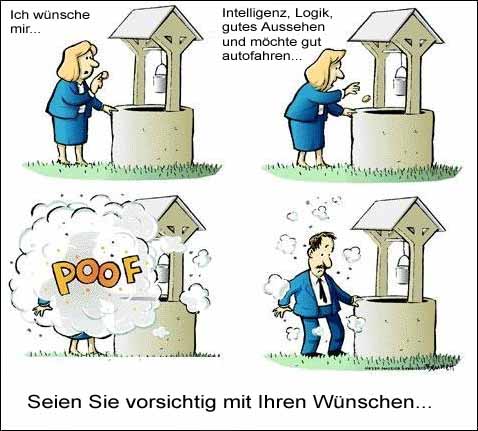 Ich wünsche
mir...
Intelligenz, Logik,
gutes Aussehen
und möchte gut
autofahren...
POOF
Seien Sie vorsichtig mit Ihren Wünschen...